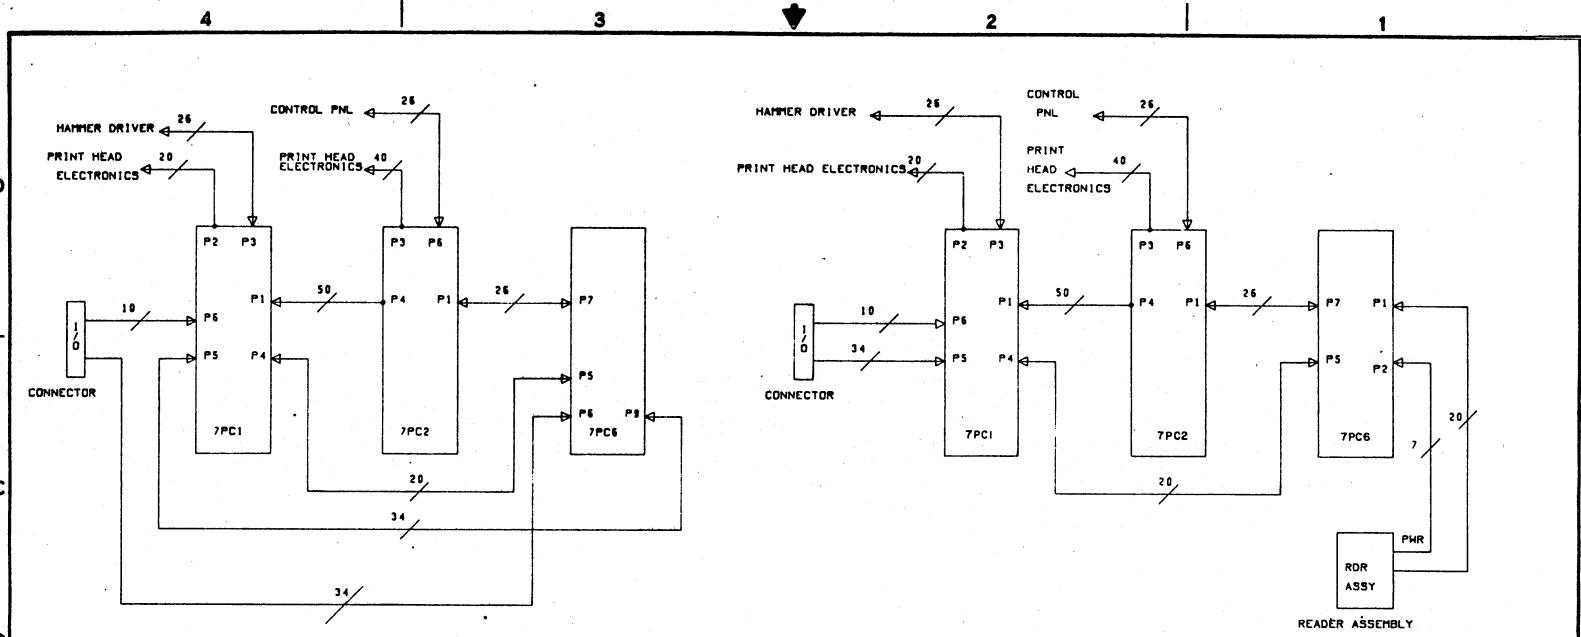 4
3
2
1
HAMMER DRIVER
26
PRINT HEAD
ELECTRONICS
20
CONTROL PNL
26
PRINT HEAD
ELECTRONICS
40
P2 P3
P1
P6
P5
P4
7PC1
P3 P6
P4
P1
7PC2
P7
P5
P6
P9
7PC6
50
26
I/O
10
CONNECTOR
20
34
34
HAMMER DRIVER
26
PRINT HEAD ELECTRONICS
20
CONTROL
PNL
26
PRINT
HEAD
ELECTRONICS
40
P2 P3
P1
P6
P5
P4
7PC1
P3 P6
P4
P1
7PC2
P7
P1
P5
P2
7PC6
50
26
I/O
10
34
CONNECTOR
20
7
20
PWR
RDR
ASSY
READER ASSEMBLY